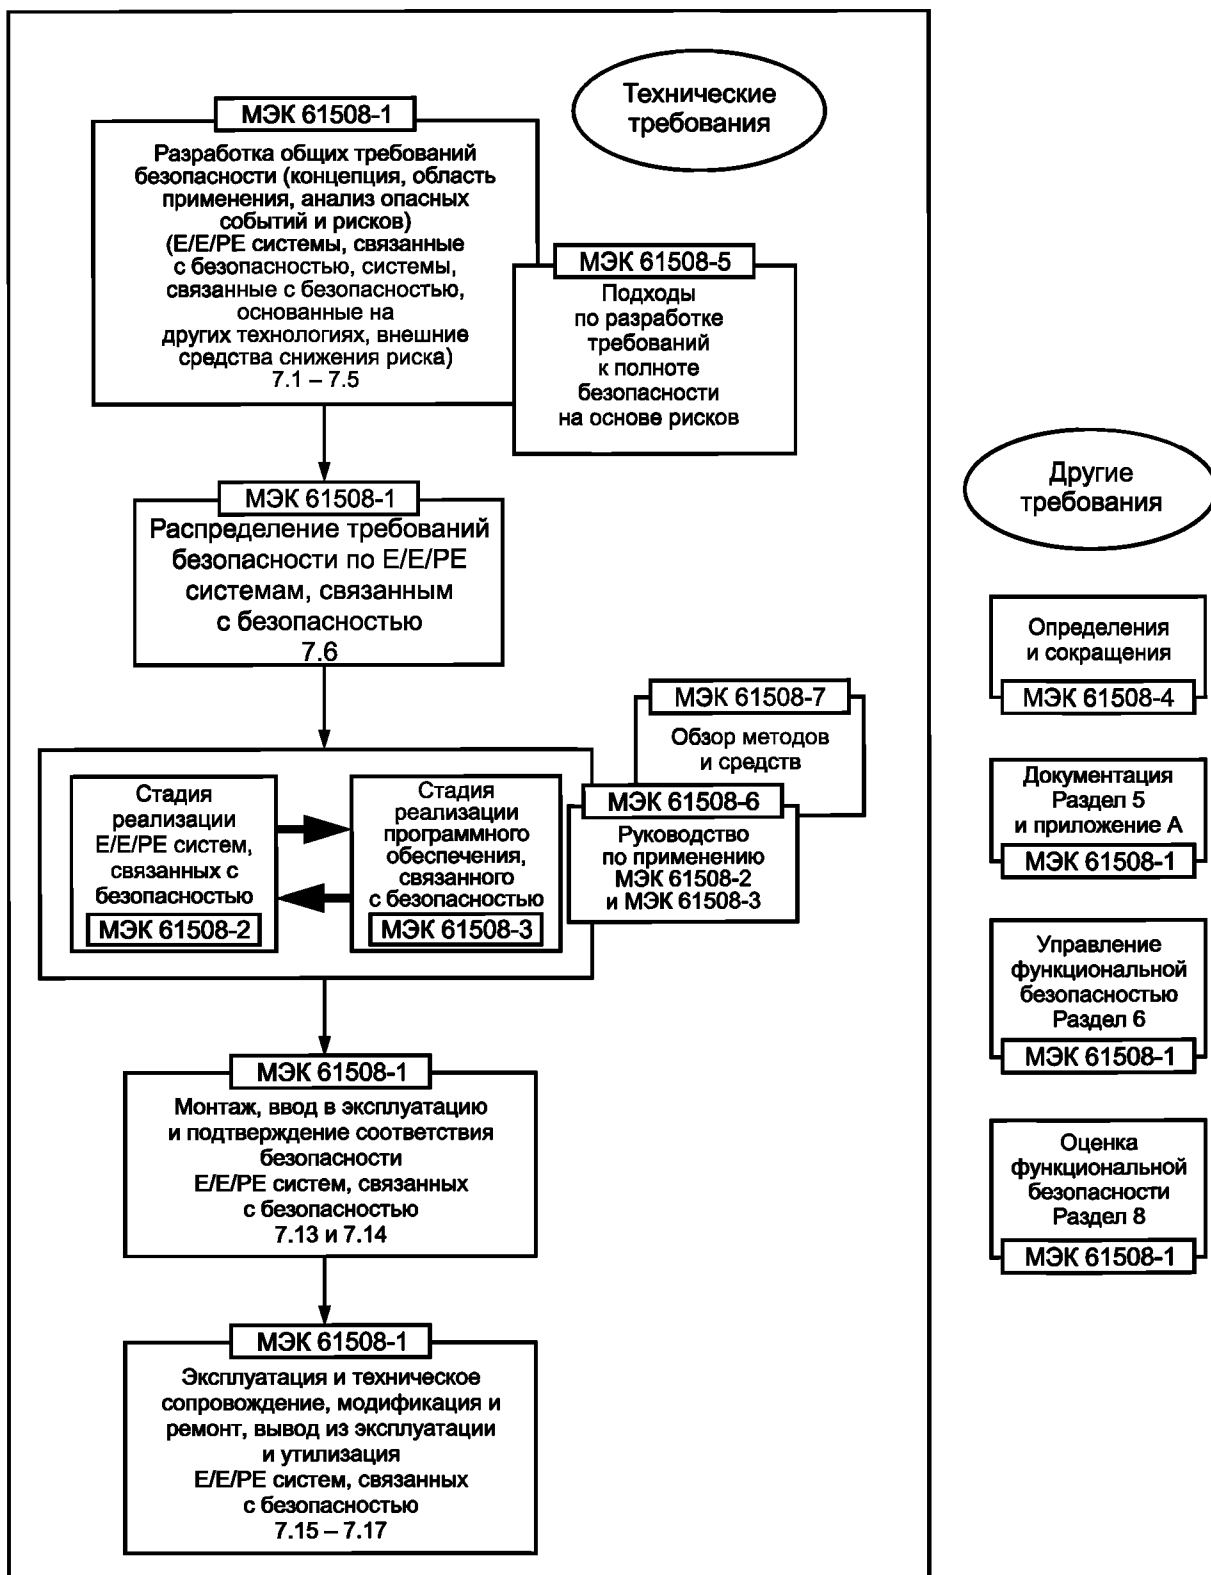 Технические
требования
МЭК 61508-1
Разработка общих требований
безопасности (концепция, область
применения, анализ опасных
событий и рисков)
(E/E/PE системы, связанные
с безопасностью, системы,
связанные с безопасностью,
основанные на
других технологиях, внешние
средства снижения риска)
7.1 – 7.5
МЭК 61508-5
Подходы
по разработке
требований
к полноте
безопасности
на основе рисков
МЭК 61508-1
Распределение требований
безопасности по E/E/PE
системам, связанным
с безопасностью
7.6
МЭК 61508-7
Обзор методов
и средств
МЭК 61508-6
Руководство
по применению
МЭК 61508-2
и МЭК 61508-3
Стадия
реализации
E/E/PE систем,
связанных с
безопасностью
МЭК 61508-2
Стадия
реализации
программного
обеспечения,
связанного
с безопасностью
МЭК 61508-3
МЭК 61508-1
Монтаж, ввод в эксплуатацию
и подтверждение соответствия
безопасности
E/E/PE систем, связанных
с безопасностью
7.13 и 7.14
МЭК 61508-1
Эксплуатация и техническое
сопровождение, модификация и
ремонт, вывод из эксплуатации
и утилизация
E/E/PE систем, связанных
с безопасностью
7.15 – 7.17
Другие
требования
Определения
и сокращения
МЭК 61508-4
Документация
Раздел 5
и приложение А
МЭК 61508-1
Управление
функциональной
безопасностью
Раздел 6
МЭК 61508-1
Оценка
функциональной
безопасности
Раздел 8
МЭК 61508-1